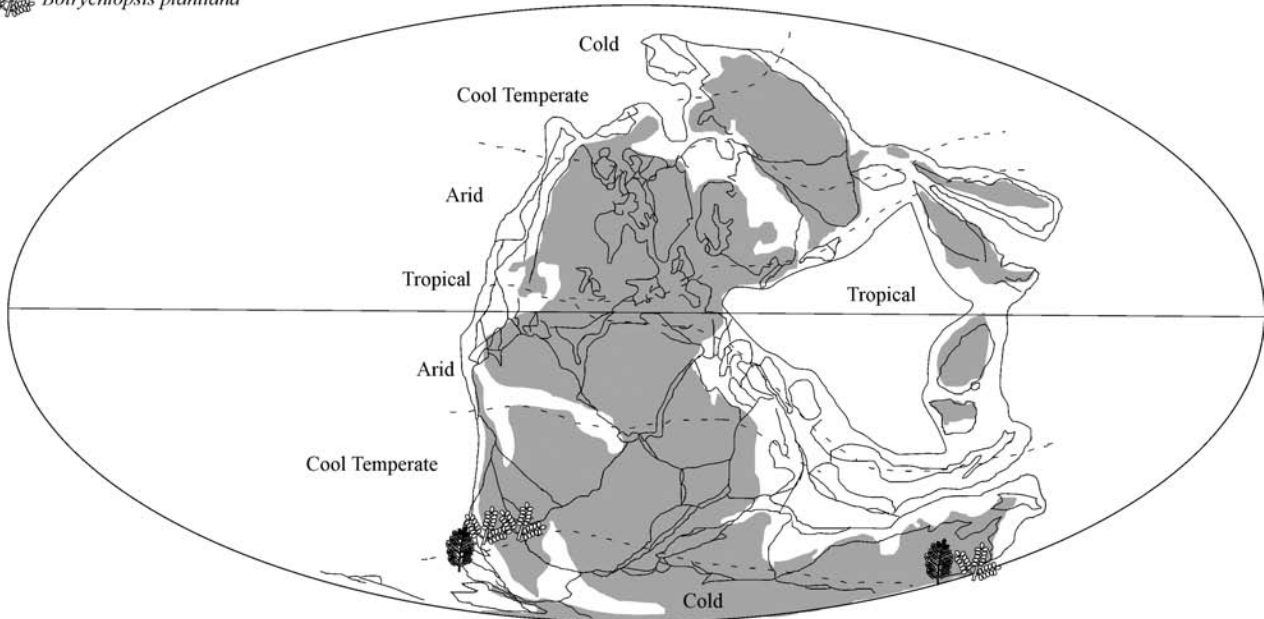 Botrychiopsis plantiana
Cold
Cool Temperate
Arid
Tropical
Tropical
Arid
Cool Temperate
Cold